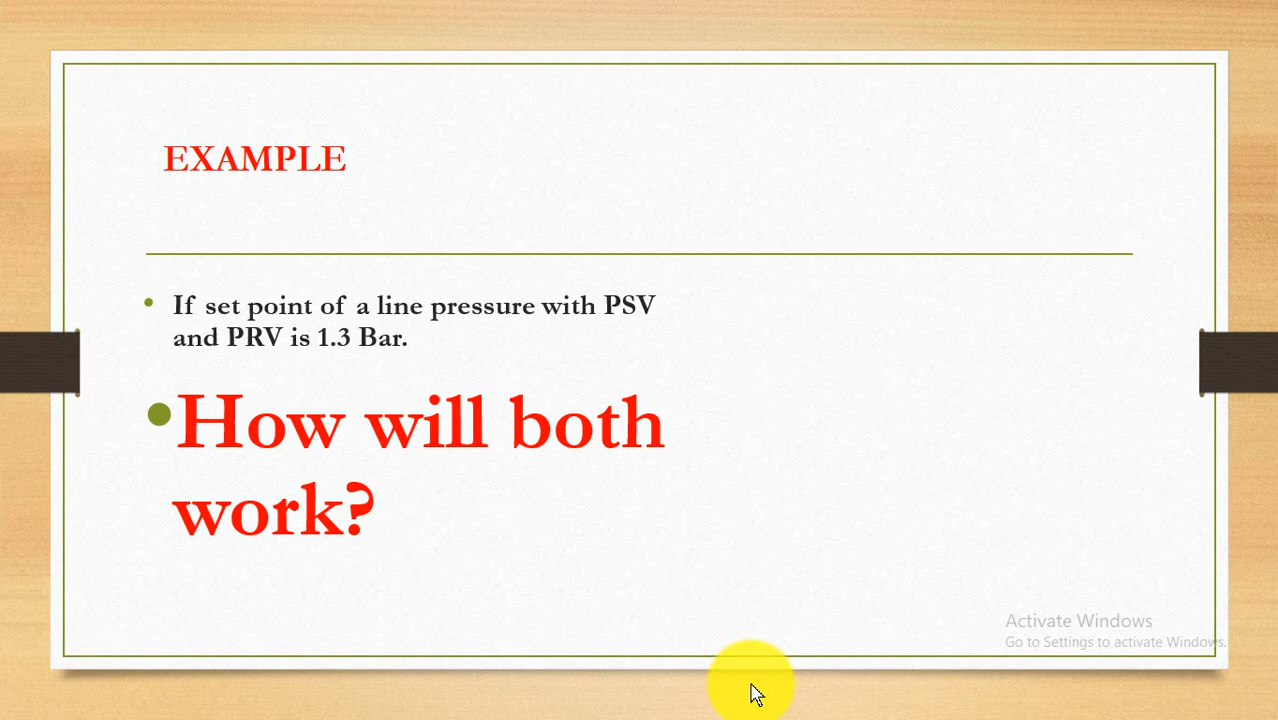 EXAMPLE
• If set point of a line pressure with PSV
and PRV is 1.3 Bar.
• How will both
work?
Activate Windows
Go to Settings to activate Windows.